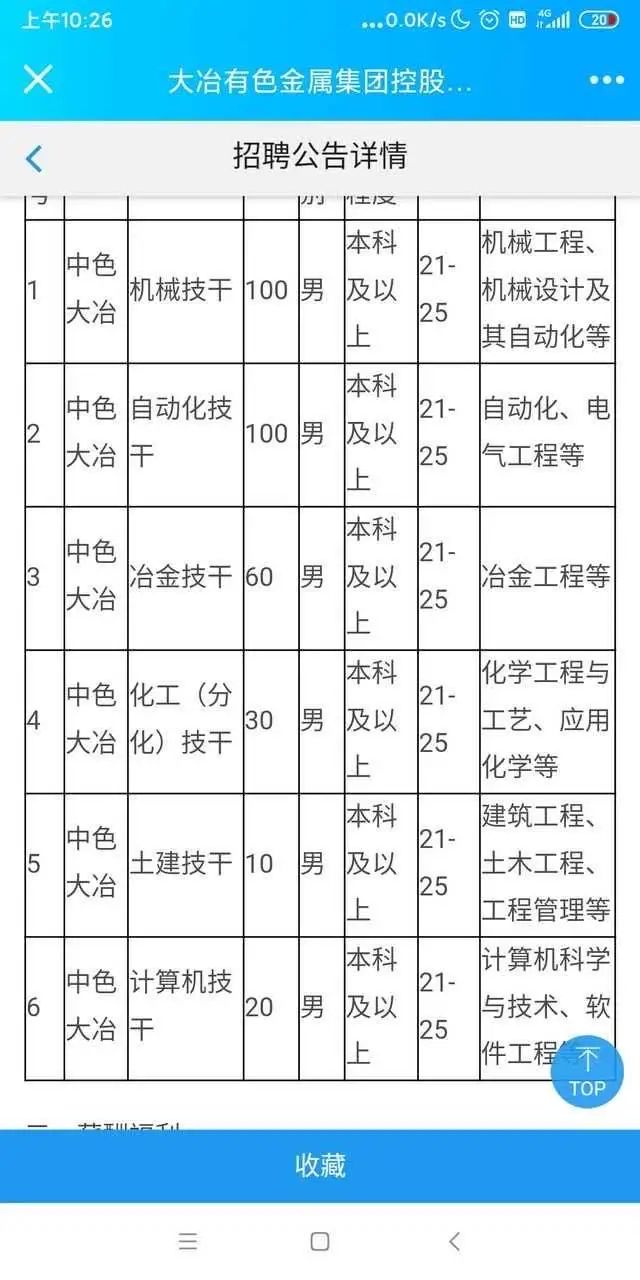 上午10:26
...0.0K/s HD 4G 20
大冶有色金属集团控股...
招聘公告详情
1 中色大冶 机械技干 100 男 本科及以上 21-25 机械工程、机械设计及其自动化等
2 中色大冶 自动化技干 100 男 本科及以上 21-25 自动化、电气工程等
3 中色大冶 冶金技干 60 男 本科及以上 21-25 冶金工程等
4 中色大冶 化工（分化）技干 30 男 本科及以上 21-25 化学工程与工艺、应用化学等
5 中色大冶 土建技干 10 男 本科及以上 21-25 建筑工程、土木工程、工程管理等
6 中色大冶 计算机技干 20 男 本科及以上 21-25 计算机科学与技术、软件工程等
TOP
收藏